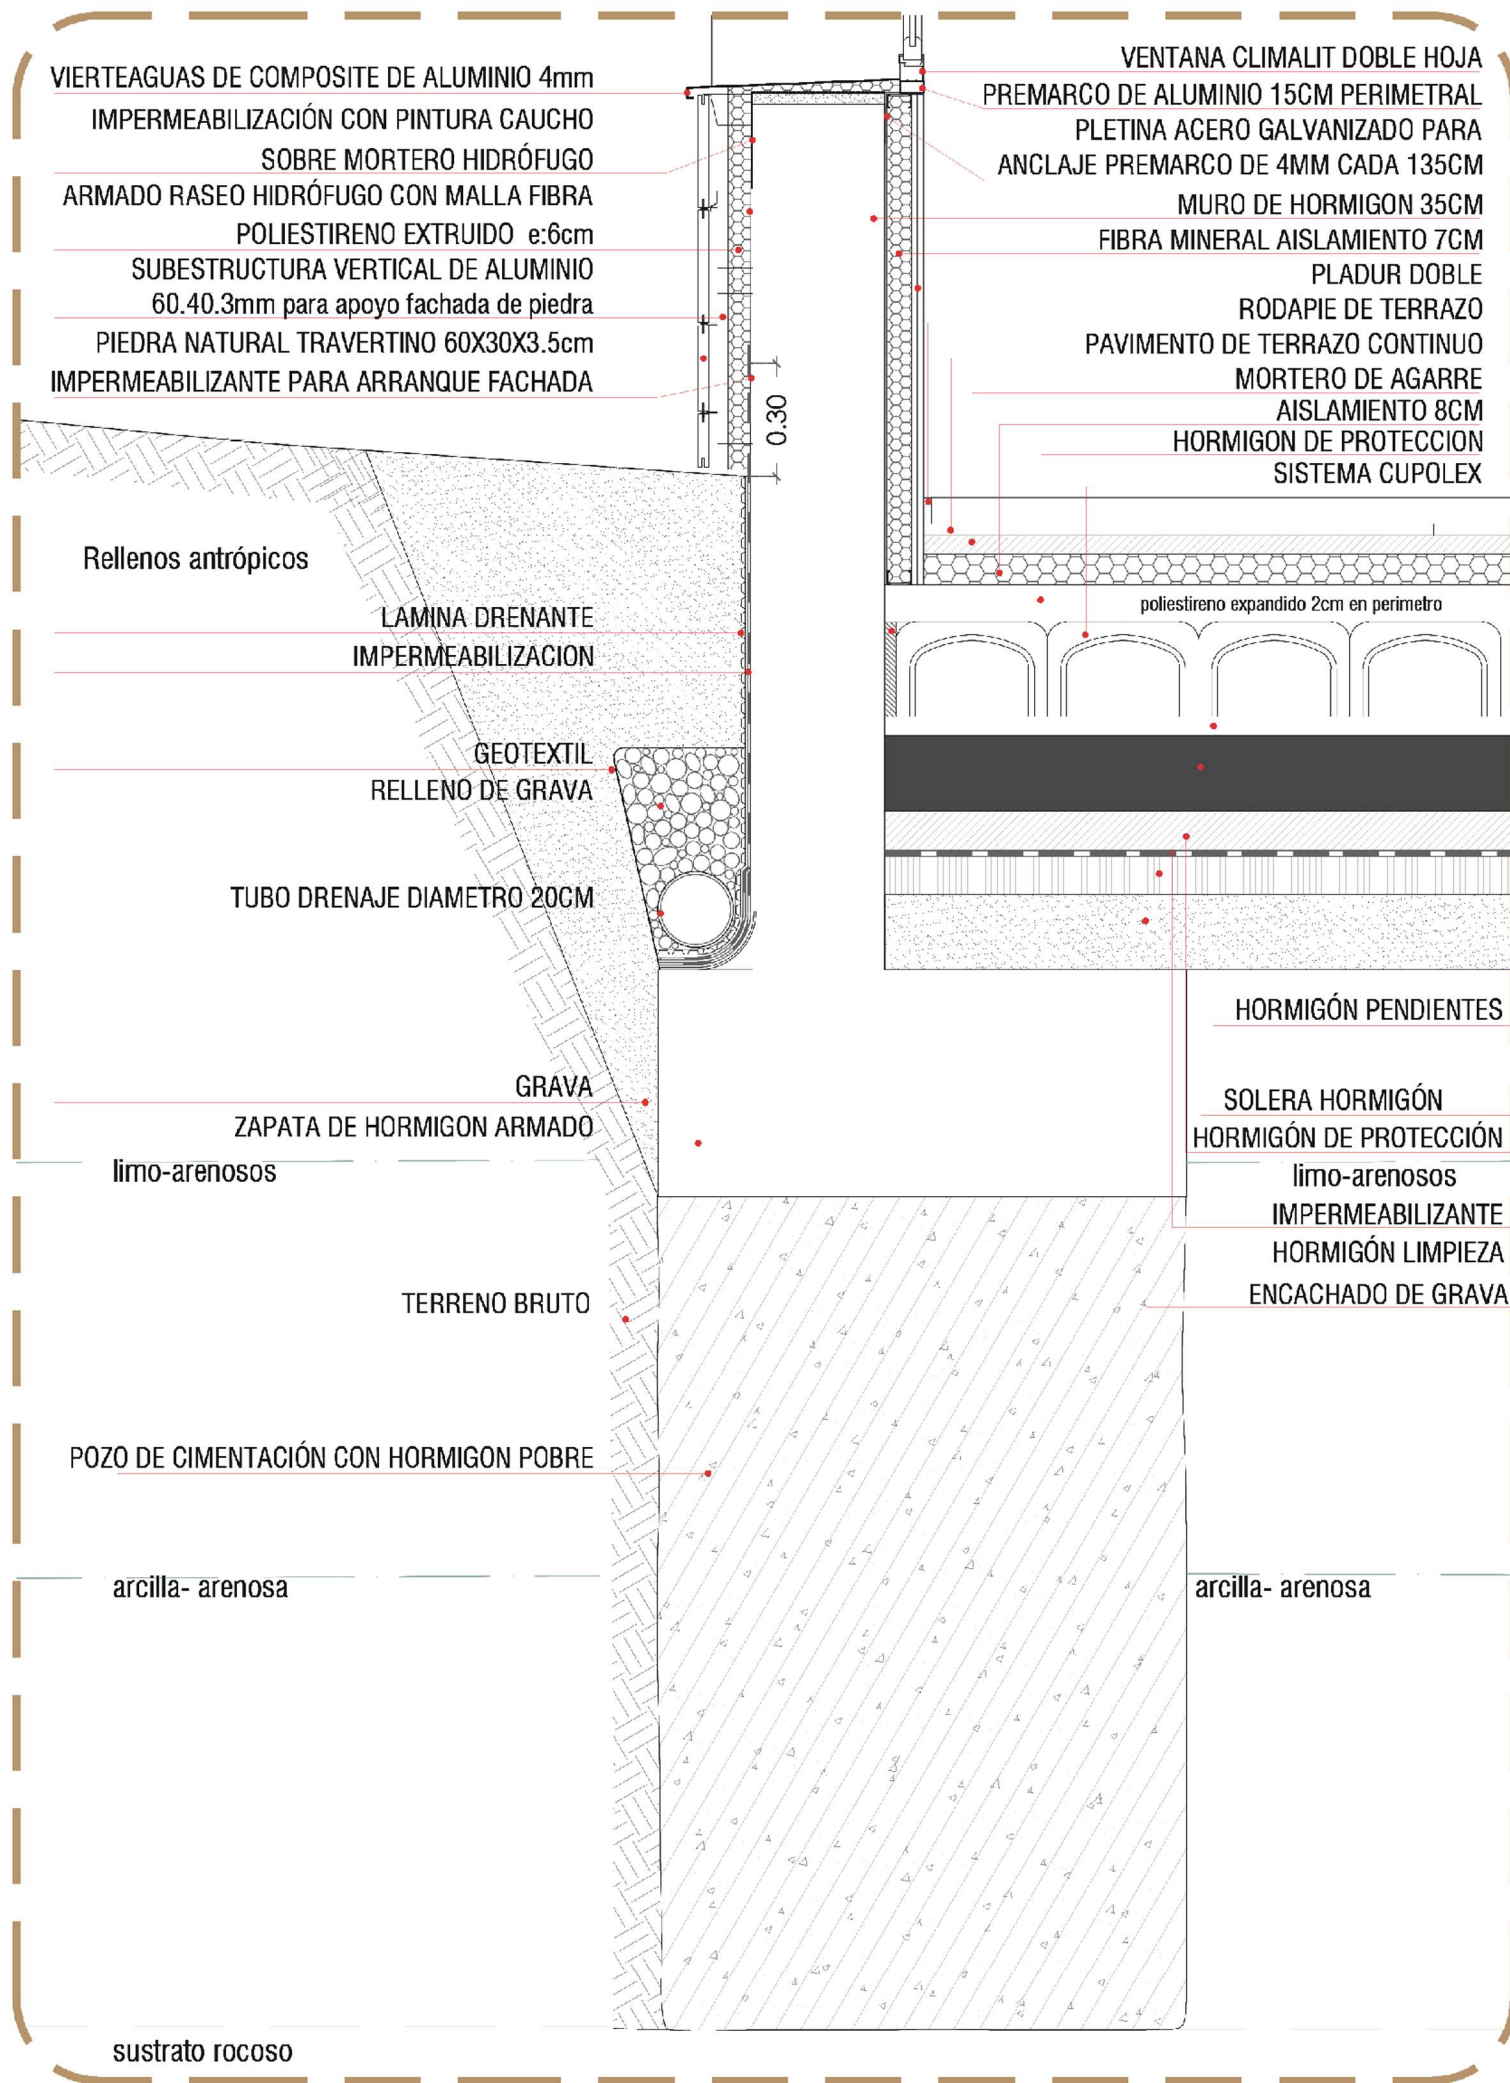 VIERTEAGUAS DE COMPOSITE DE ALUMINIO 4mm
IMPERMEABILIZACIÓN CON PINTURA CAUCHO
SOBRE MORTERO HIDRÓFUGO
ARMADO RASEO HIDRÓFUGO CON MALLA FIBRA
POLIESTIRENO EXTRUIDO e:6cm
SUBESTRUCTURA VERTICAL DE ALUMINIO
60.40.3mm para apoyo fachada de piedra
PIEDRA NATURAL TRAVERTINO 60X30X3.5cm
IMPERMEABILIZANTE PARA ARRANQUE FACHADA
0.30
VENTANA CLIMALIT DOBLE HOJA
PREMARCO DE ALUMINIO 15CM PERIMETRAL
PLETINA ACERO GALVANIZADO PARA
ANCLAJE PREMARCO DE 4MM CADA 135CM
MURO DE HORMIGON 35CM
FIBRA MINERAL AISLAMIENTO 7CM
PLADUR DOBLE
RODAPIE DE TERRAZO
PAVIMENTO DE TERRAZO CONTINUO
MORTERO DE AGARRE
AISLAMIENTO 8CM
HORMIGON DE PROTECCION
SISTEMA CUPOLEX
poliestireno expandido 2cm en perimetro
Rellenos antrópicos
LAMINA DRENANTE
IMPERMEABILIZACION
GEOTEXTIL
RELLENO DE GRAVA
TUBO DRENAJE DIAMETRO 20CM
GRAVA
ZAPATA DE HORMIGON ARMADO
limo-arenosos
TERRENO BRUTO
POZO DE CIMENTACIÓN CON HORMIGON POBRE
arcilla- arenosa
sustrato rocoso
HORMIGÓN PENDIENTES
SOLERA HORMIGÓN
HORMIGÓN DE PROTECCIÓN
limo-arenosos
IMPERMEABILIZANTE
HORMIGÓN LIMPIEZA
ENCACHADO DE GRAVA
arcilla- arenosa